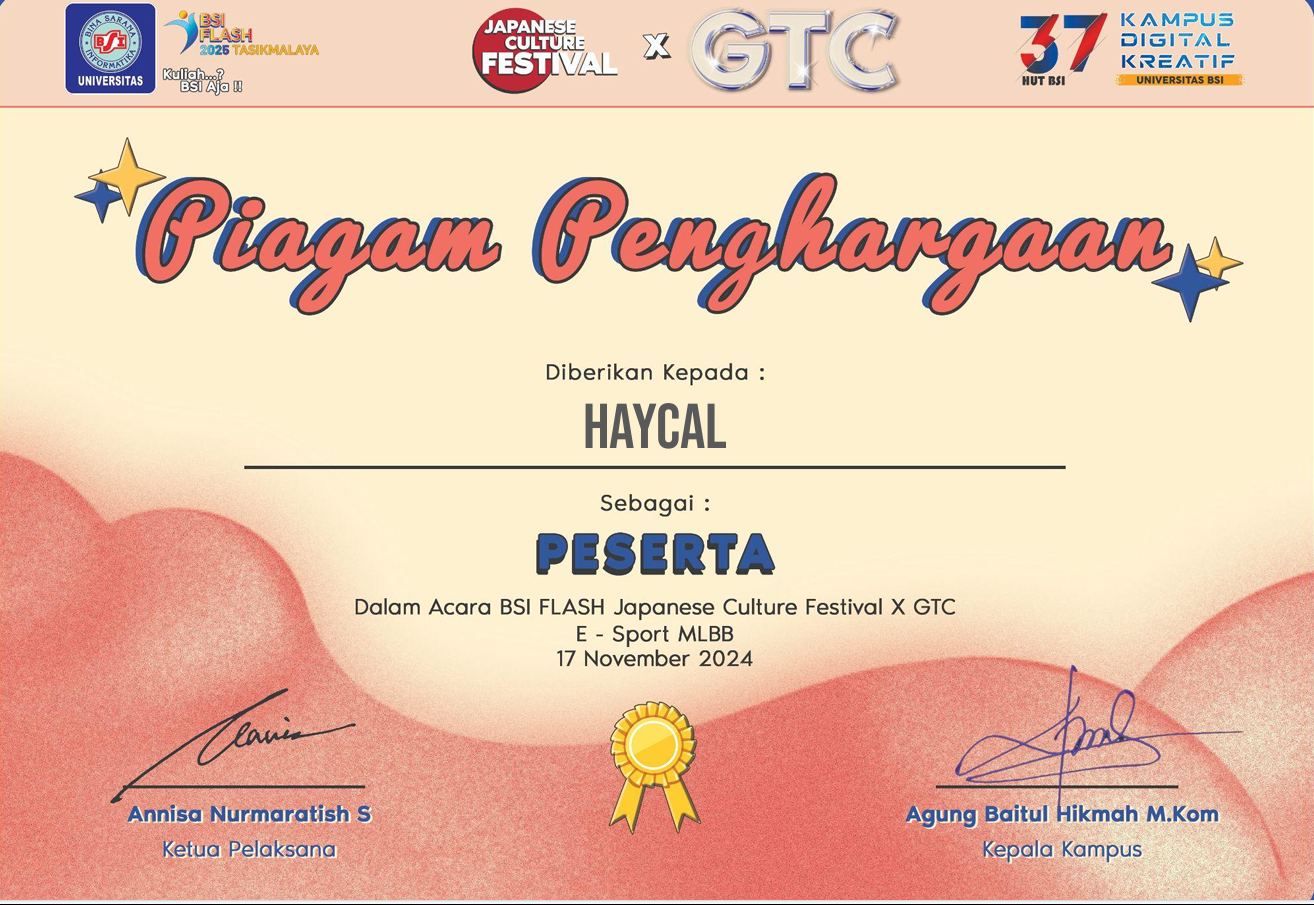 BINA SARANA
BSI
INFORMATIKA
UNIVERSITAS
BSI
FLASH
2025 TASIKMALAYA
Kuliah...?
BSI Aja !!
JAPANESE
CULTURE
FESTIVAL
X
GTC
37
HUT BSI
KAMPUS
DIGITAL
KREATIF
UNIVERSITAS BSI
Piagam Penghargaan
Diberikan Kepada :
HAYCAL
Sebagai :
PESERTA
Dalam Acara BSI FLASH Japanese Culture Festival X GTC
E - Sport MLBB
17 November 2024
Annisa Nurmaratish S
Ketua Pelaksana
Agung Baitul Hikmah M.Kom
Kepala Kampus